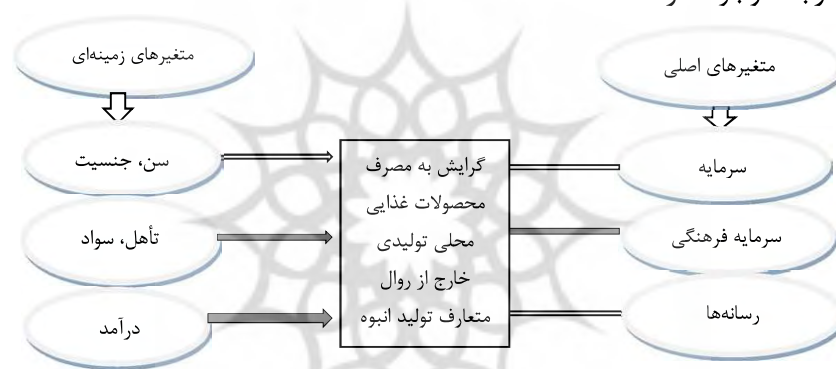 متغیرهای اصلی
سرمایه
سرمایه فرهنگی
رسانه‌ها
گرایش به مصرف
محصولات غذایی
محلی تولیدی
خارج از روال
متعارف تولید انبوه
متغیرهای زمینه‌ای
سن، جنسیت
تأهل، سواد
درآمد